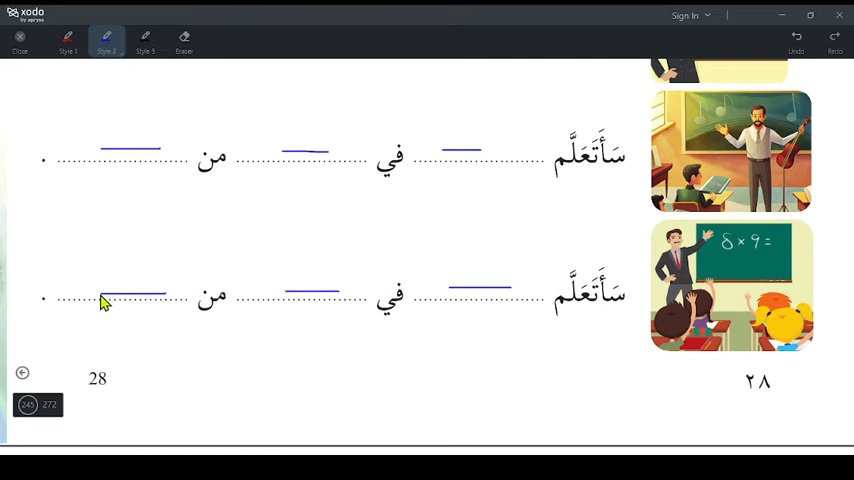 xodo
by apryse
Sign In
Close Style 1 Style 2 Style 3 Eraser Undo Redo
سَأَتَعَلَّم .................... في .................... من .................... .
8 x 9 =
سَأَتَعَلَّم .................... في .................... من .................... .
28 ٢٨
245 272